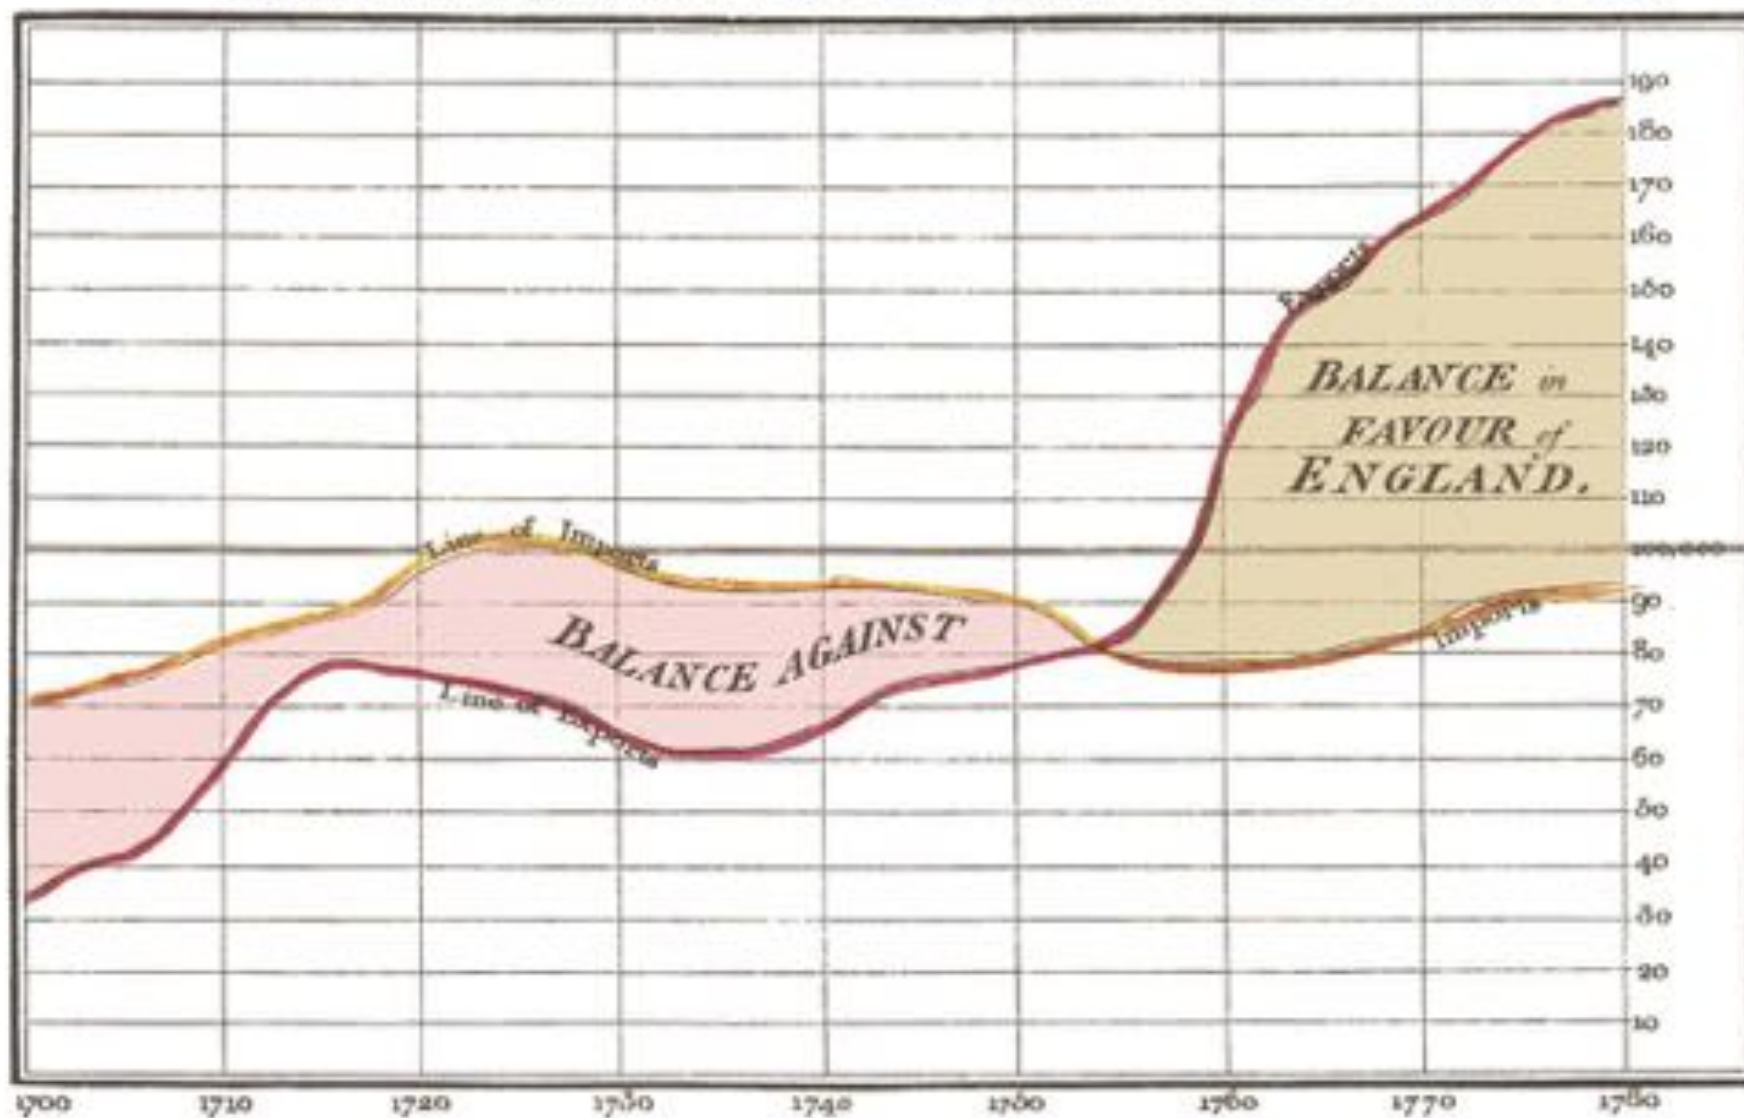 190
180
170
160
150
140
130
120
110
100,000
90
80
70
60
50
40
30
20
10
Exports
BALANCE in
FAVOUR of
ENGLAND.
Line of Imports
BALANCE AGAINST
Imports
Line of Exports
1700 1710 1720 1730 1740 1750 1760 1770 1780